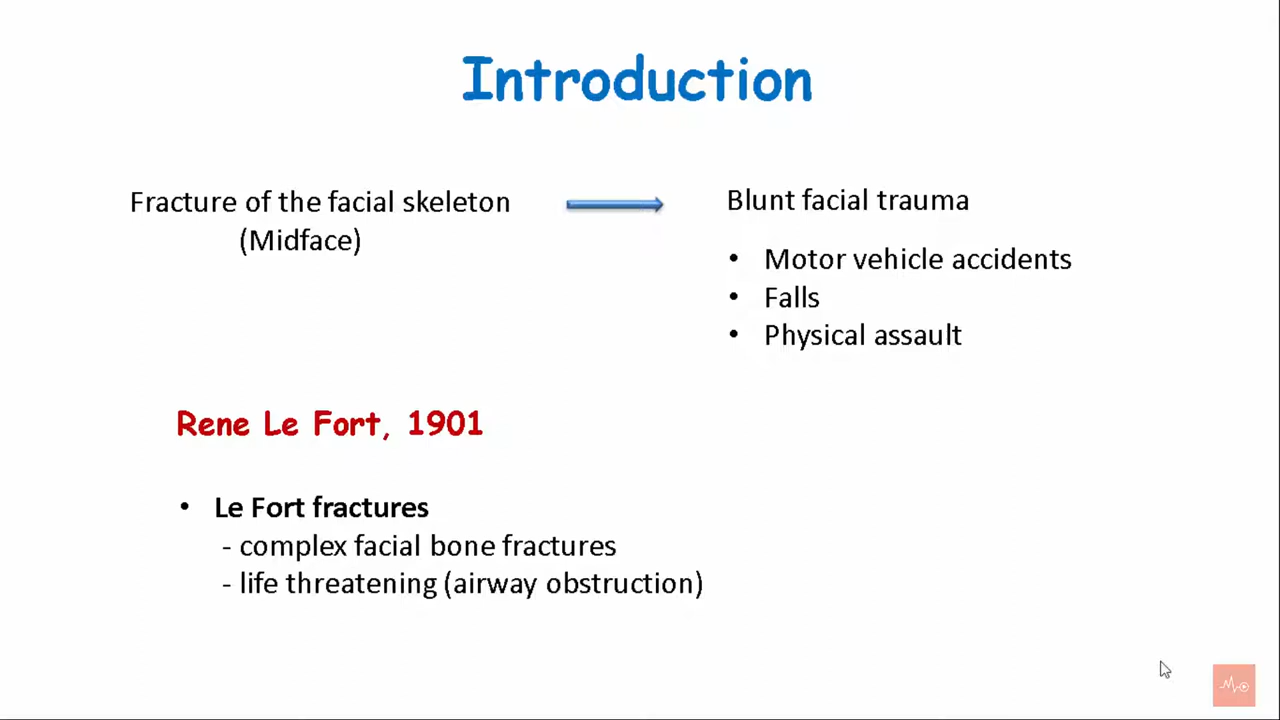 Introduction
Fracture of the facial skeleton
(Midface)
Blunt facial trauma
• Motor vehicle accidents
• Falls
• Physical assault
Rene Le Fort, 1901
• Le Fort fractures
- complex facial bone fractures
- life threatening (airway obstruction)